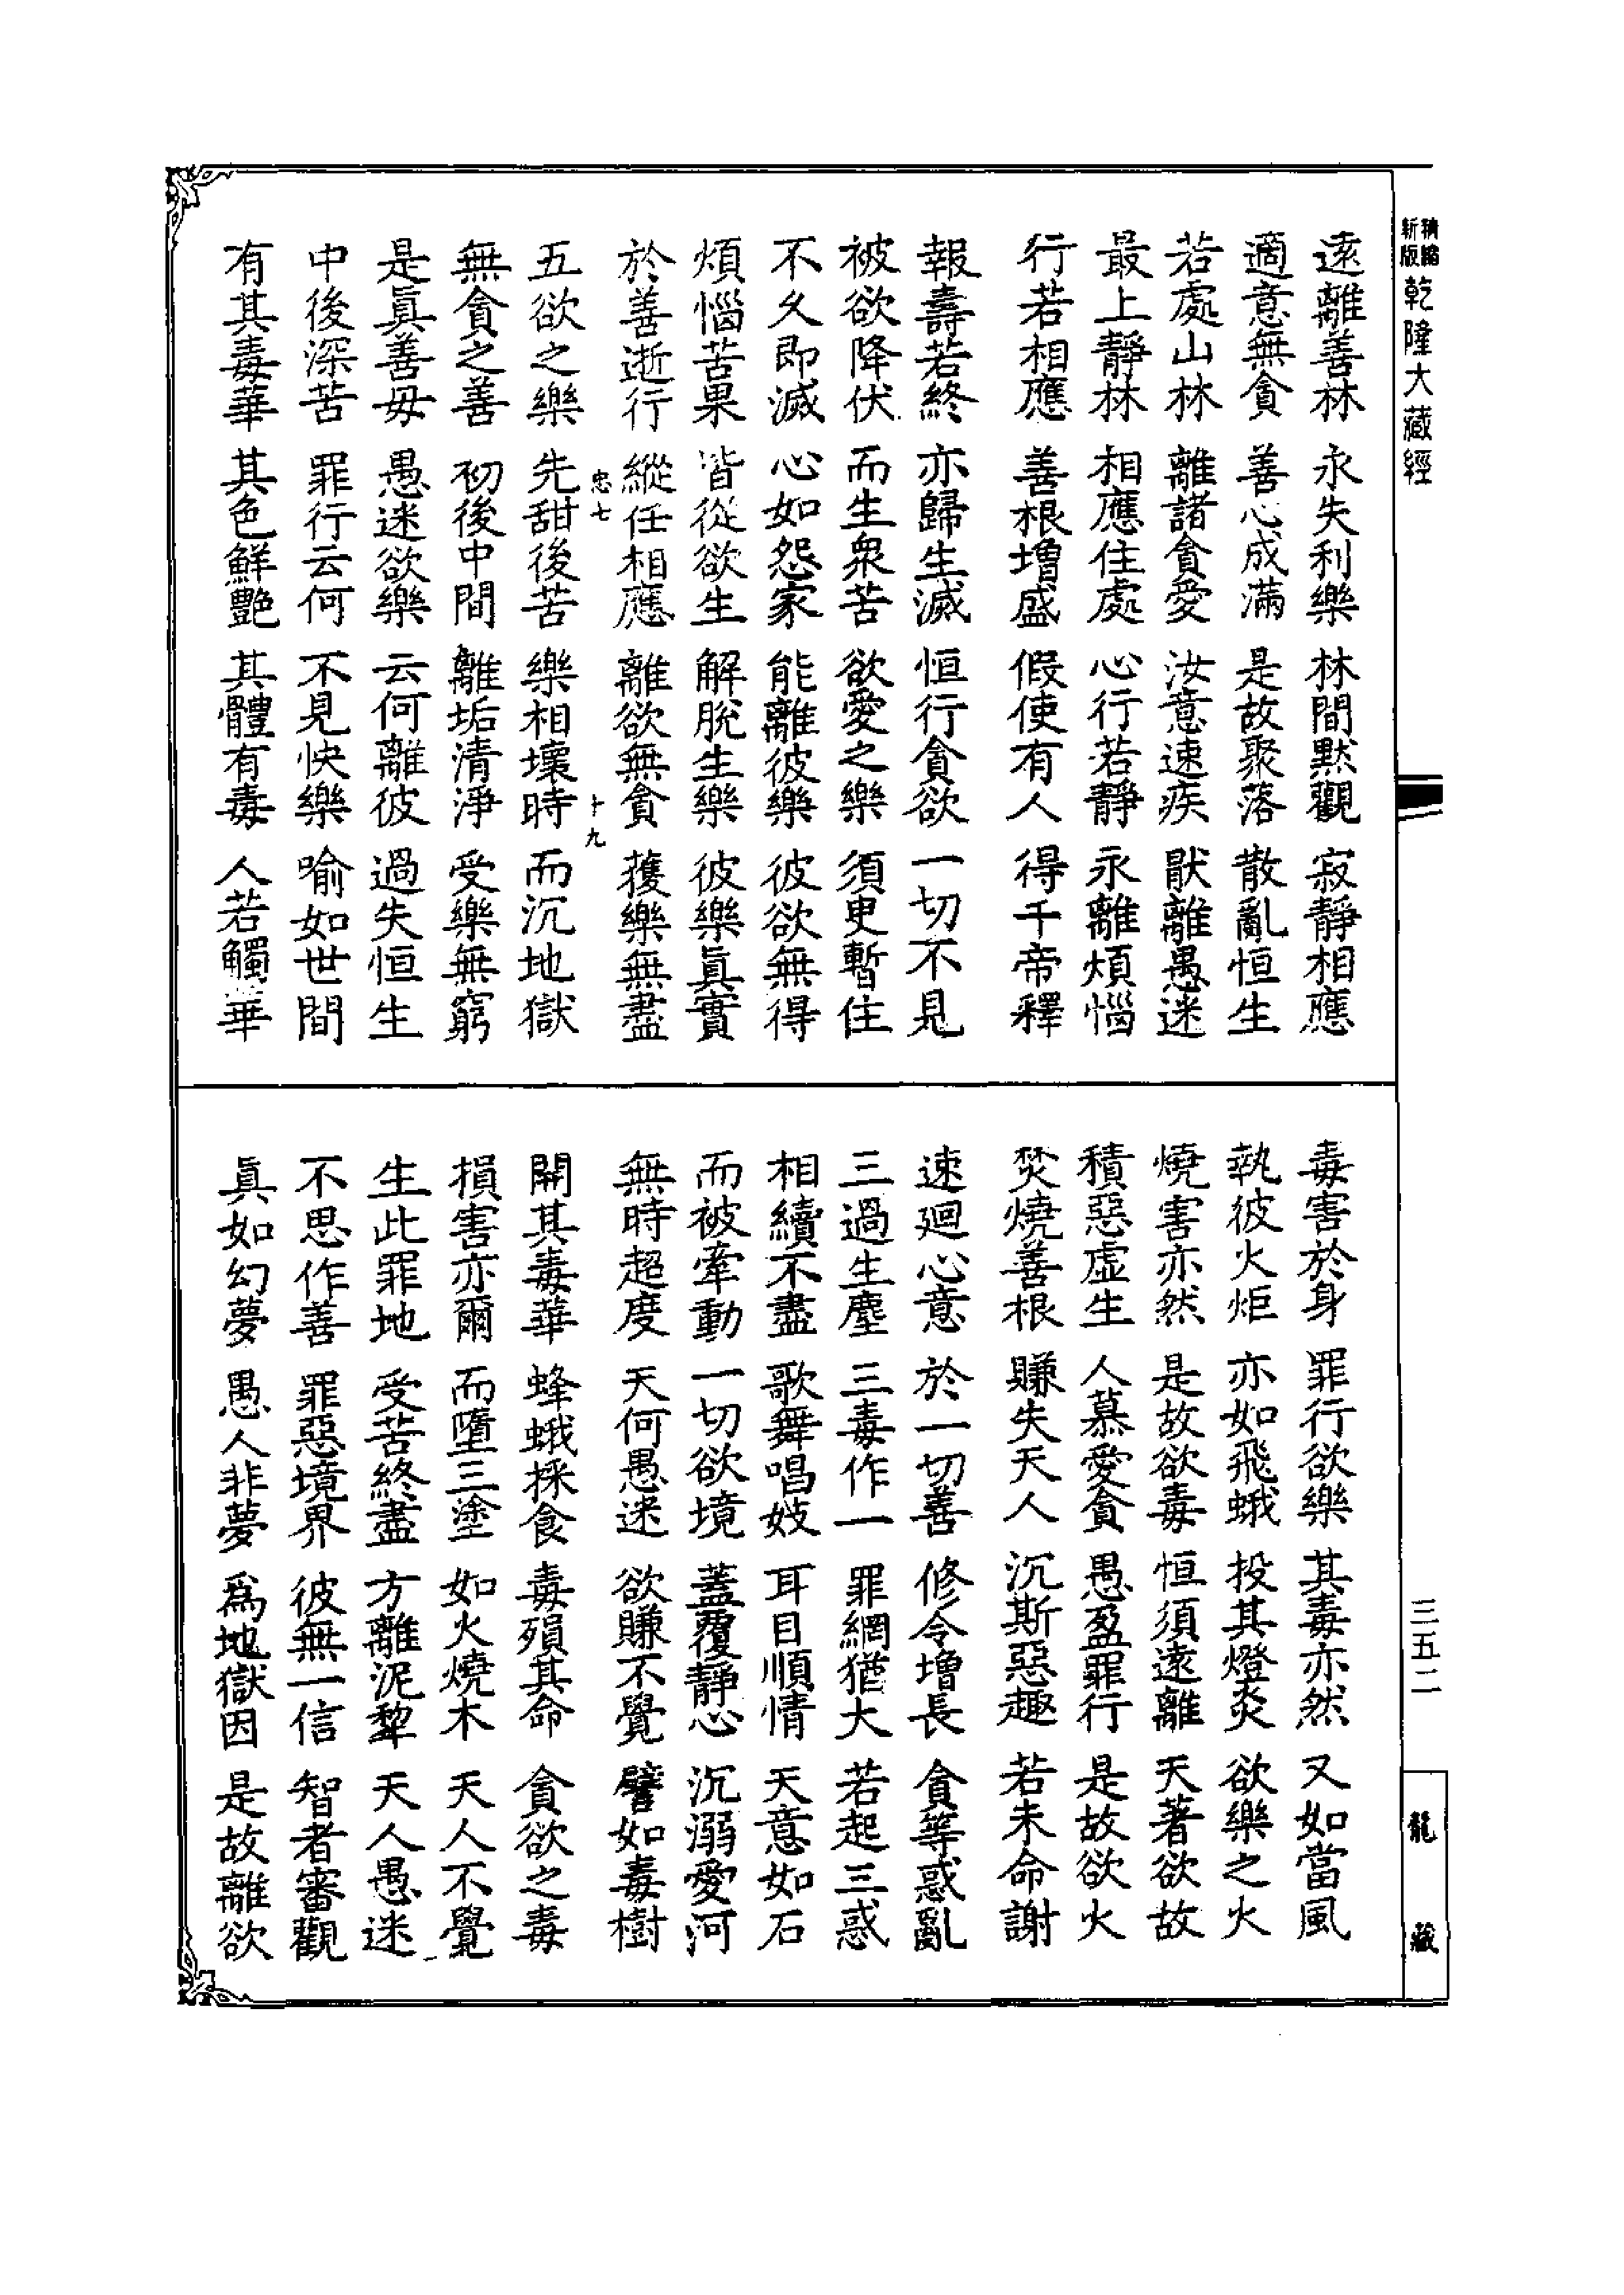 精縮新版乾隆大藏經
遠離善林 永失利樂 林間黙觀 寂靜相應
適意無貪 善心成滿 是故聚落 散亂恒生
若處山林 離諸貪愛 汝意速疾 猒離愚迷
最上靜林 相應住處 心行若靜 永離煩惱
行若相應 善根增盛 假使有人 得千帝釋
報壽若終 亦歸生滅 恒行貪欲 一切不見
被欲降伏 而生衆苦 欲愛之樂 須臾暫住
不久即滅 心如怨家 能離彼樂 彼欲無得
煩惱苦果 皆從欲生 解脫生樂 彼樂眞實
於善逝行 縱任相應 離欲無貪 獲樂無盡
忠七 十九
五欲之樂 先甜後苦 樂相壞時 而沉地獄
無貪之善 初後中間 離垢清淨 受樂無窮
是眞善毋 愚迷欲樂 云何離彼 過失恒生
中後深苦 罪行云何 不見快樂 喻如世間
有其毒華 其色鮮艷 其體有毒 人若觸華
毒害於身 罪行欲樂 其毒亦然 又如當風
執彼火炬 亦如飛蛾 投其燈炎 欲樂之火
燒害亦然 是故欲毒 恒須遠離 天著欲故
積惡虛生 人慕愛貪 愚盈罪行 是故欲火
焚燒善根 賺失天人 沉斯惡趣 若未命謝
速廻心意 於一切善 修令增長 貪等惑亂
三過生塵 三毒作一 罪網猶大 若起三惑
相續不盡 歌舞唱妓 耳目順情 天意如石
而被牽動 一切欲境 蓋覆靜心 沉溺愛河
無時超度 天何愚迷 欲賺不覺 譬如毒樹
開其毒華 蜂蛾採食 毒殞其命 貪欲之毒
損害亦爾 而墮三塗 如火燒木 天人不覺
生此罪地 受苦終盡 方離泥犂 天人愚迷
不思作善 罪惡境界 彼無一信 智者審觀
眞如幻夢 愚人非夢 爲地獄因 是故離欲
三五二
龍藏